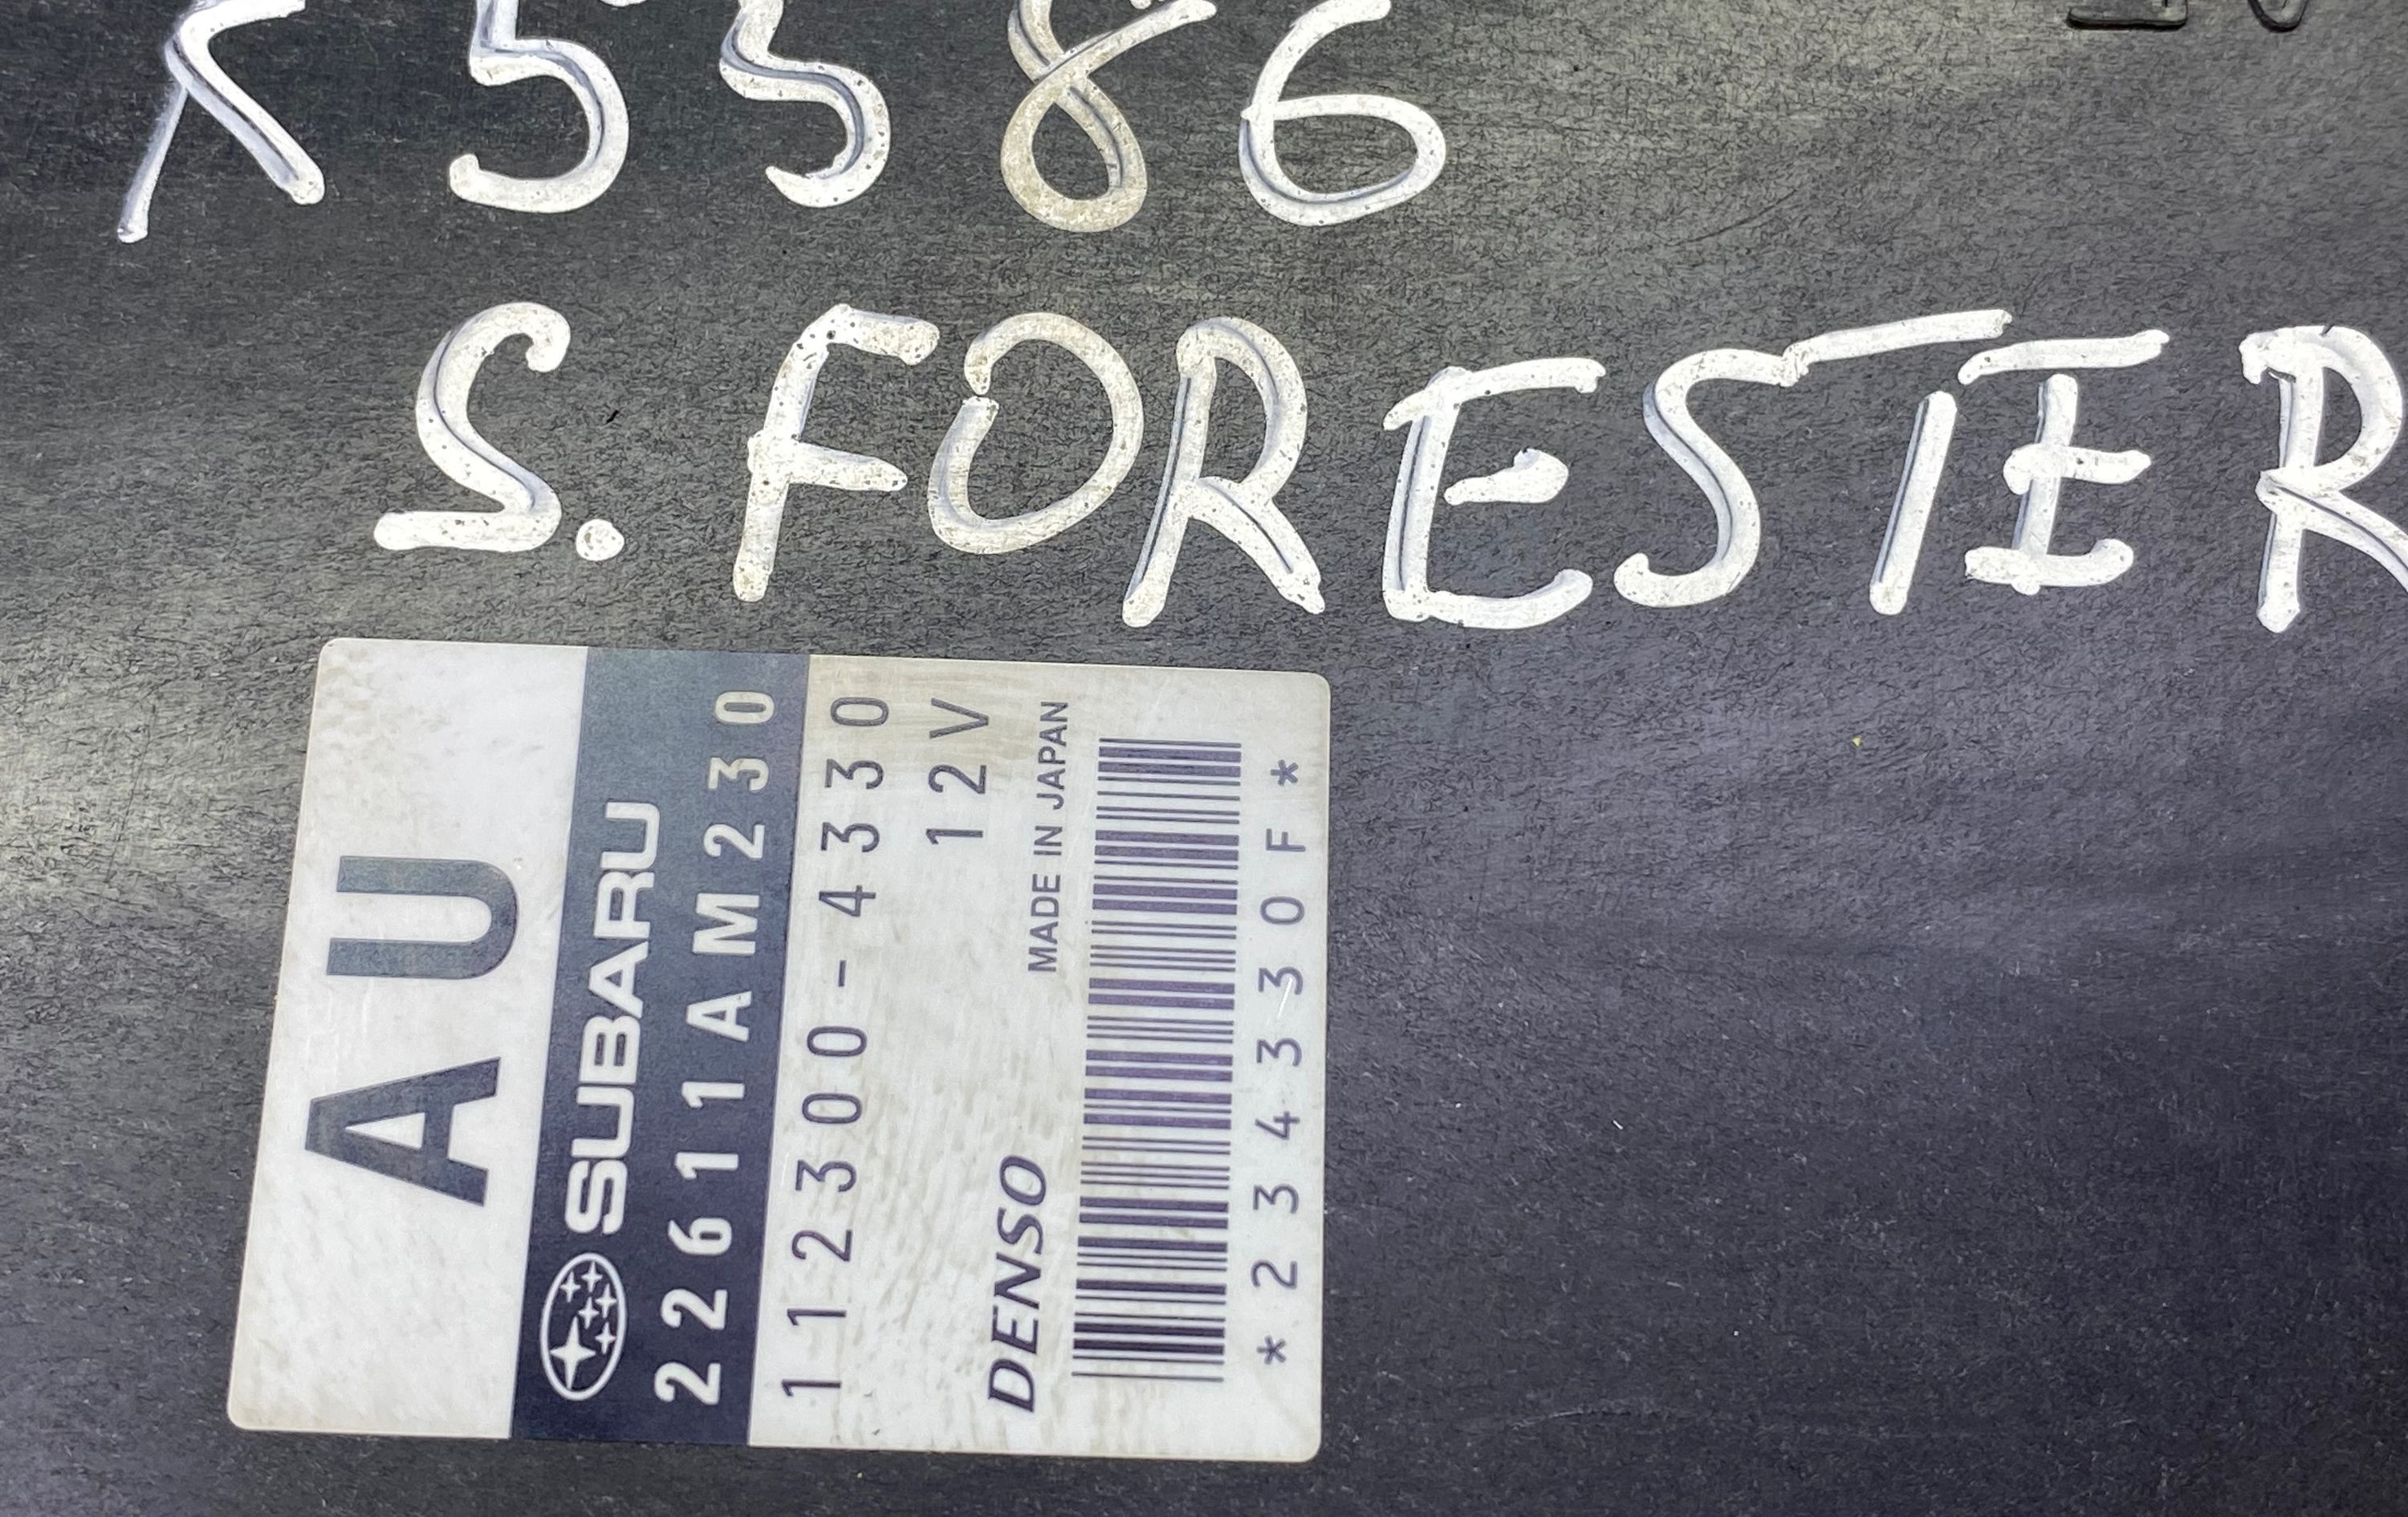 5586
S. FORESTER
AU
SUBARU
22611AM230
112300-4330
12V
DENSO MADE IN JAPAN
*234330F*